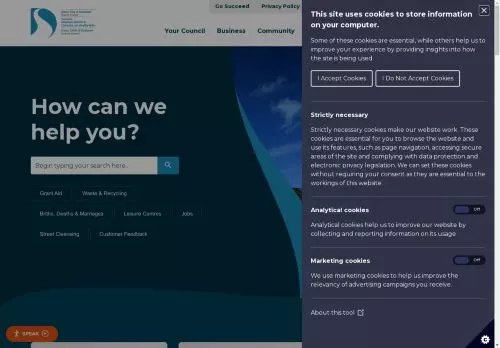 Go Succeed
Privacy Policy
Your Council
Business
Community
How can we
help you?
Begin typing your search here..
Grant Aid
Waste & Recycling
Births, Deaths & Marriages
Leisure Centres
Jobs
Street Cleansing
Customer Feedback
SPEAK
This site uses cookies to store information
on your computer.
Some of these cookies are essential, while others help us to
improve your experience by providing insights into how
the site is being used.
I Accept Cookies
I Do Not Accept Cookies
Strictly necessary
Strictly necessary cookies make our website work. These
cookies are essential for you to browse the website and
use its features, such as page navigation, accessing secure
areas of the site and complying with data protection and
electronic privacy legislation. We can set these cookies
without requiring your consent as they are essential to the
workings of this website
Analytical cookies
Off
Analytical cookies help us to improve our website by
collecting and reporting information on its usage
Marketing cookies
Off
We use marketing cookies to help us improve the
relevancy of advertising campaigns you receive.
About this tool